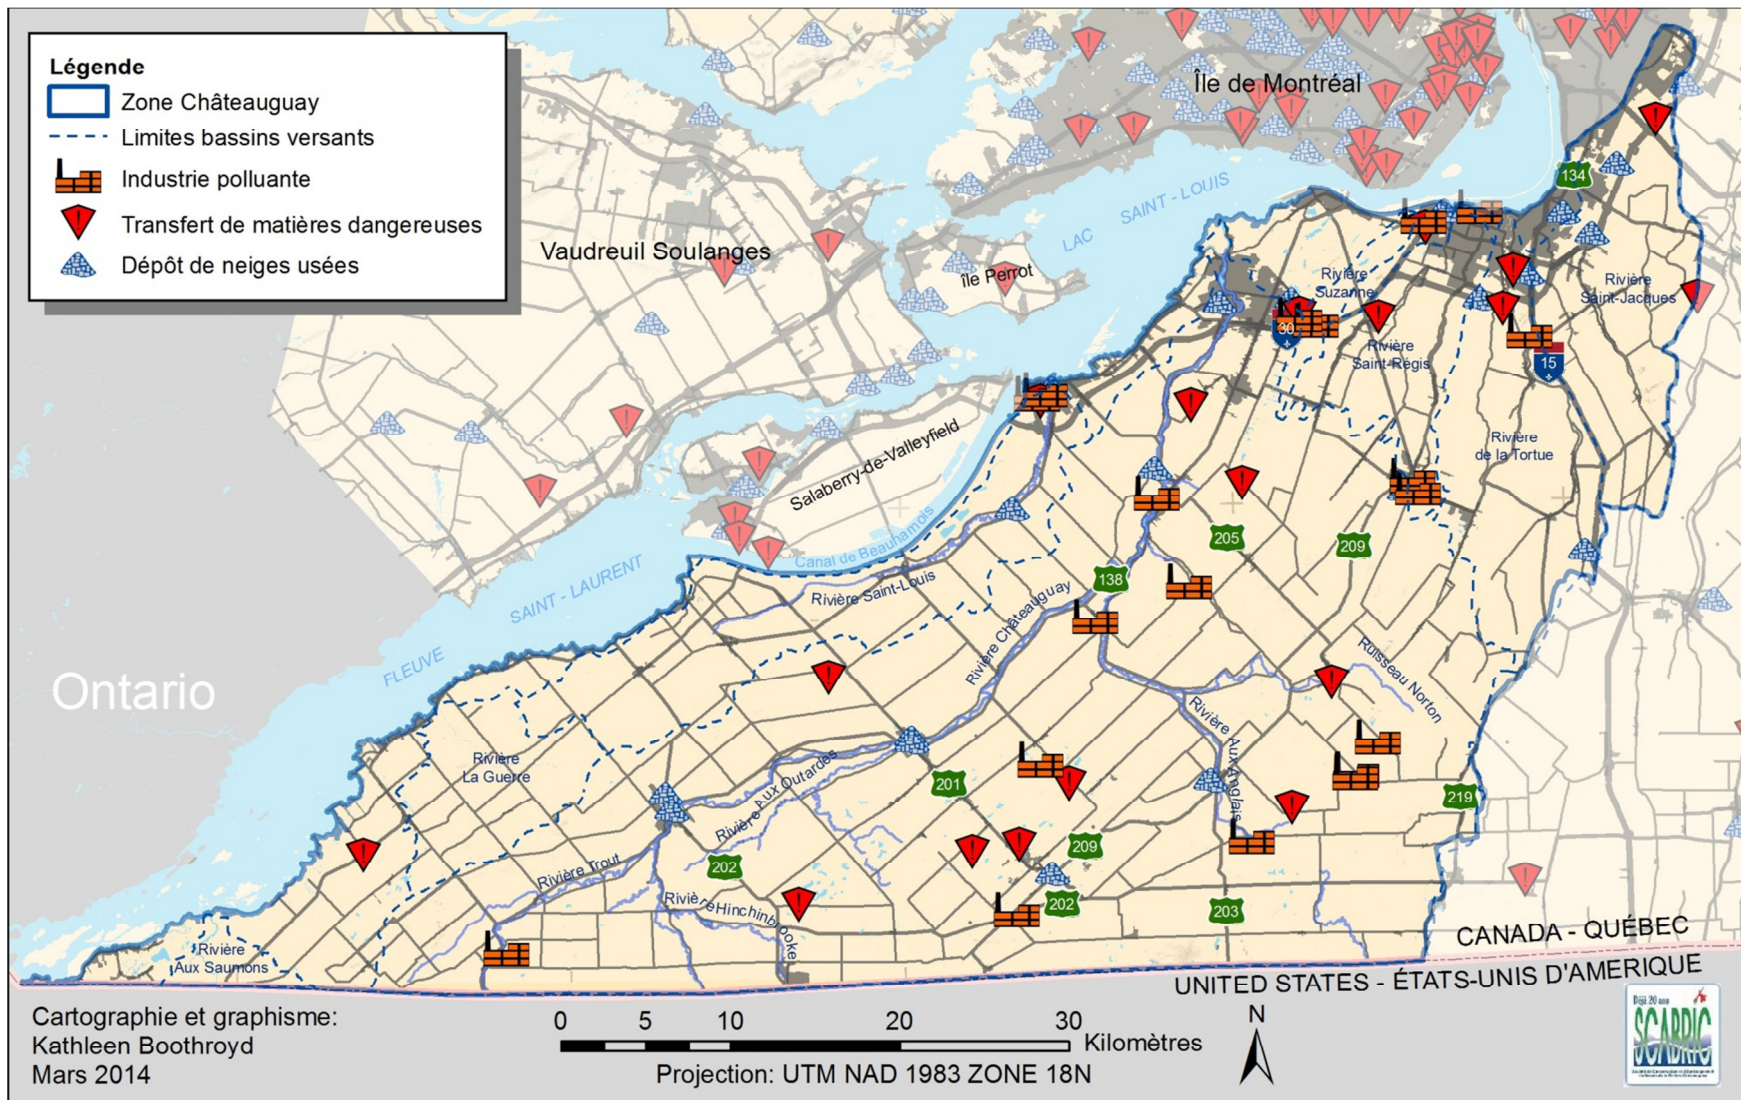 Légende
Zone Châteauguay
Limites bassins versants
Industrie polluante
Transfert de matières dangereuses
Dépôt de neiges usées
Île de Montréal
134
SAINT - LOUIS
LAC
Vaudreuil Soulanges
Île Perrot
Rivière
Suzanne
Rivière
Saint-Jacques
30
Rivière
Saint-Régis
15
Salaberry-de-Valleyfield
Rivière
de la Tortue
Canal de Beauharnois
205
209
138
SAINT - LAURENT
FLEUVE
Rivière Saint-Louis
Rivière Châteauguay
Ruisseau Norton
Ontario
Rivière
La Guerre
Rivière Aux Outardes
Rivière Aux Anglais
201
219
209
202
Rivière Trout
Rivière Hinchinbrooke
202
203
Rivière
Aux Saumons
CANADA - QUÉBEC
UNITED STATES - ÉTATS-UNIS D'AMERIQUE
Cartographie et graphisme:
Kathleen Boothroyd
Mars 2014
0 5 10 20 30
Kilomètres
Projection: UTM NAD 1983 ZONE 18N
N
Déjà 20 ans
SCABRIC